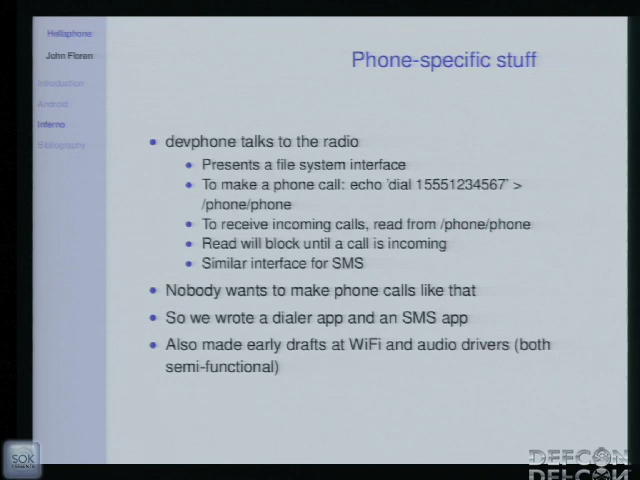 Hellaphone
John Floren
Introduction
Android
Inferno
Bibliography
Phone-specific stuff
devphone talks to the radio
Presents a file system interface
To make a phone call: echo 'dial 15551234567' >
/phone/phone
To receive incoming calls, read from /phone/phone
Read will block until a call is incoming
Similar interface for SMS
Nobody wants to make phone calls like that
So we wrote a dialer app and an SMS app
Also made early drafts at WiFi and audio drivers (both
semi-functional)
SOK
DEFCON
DEFCON